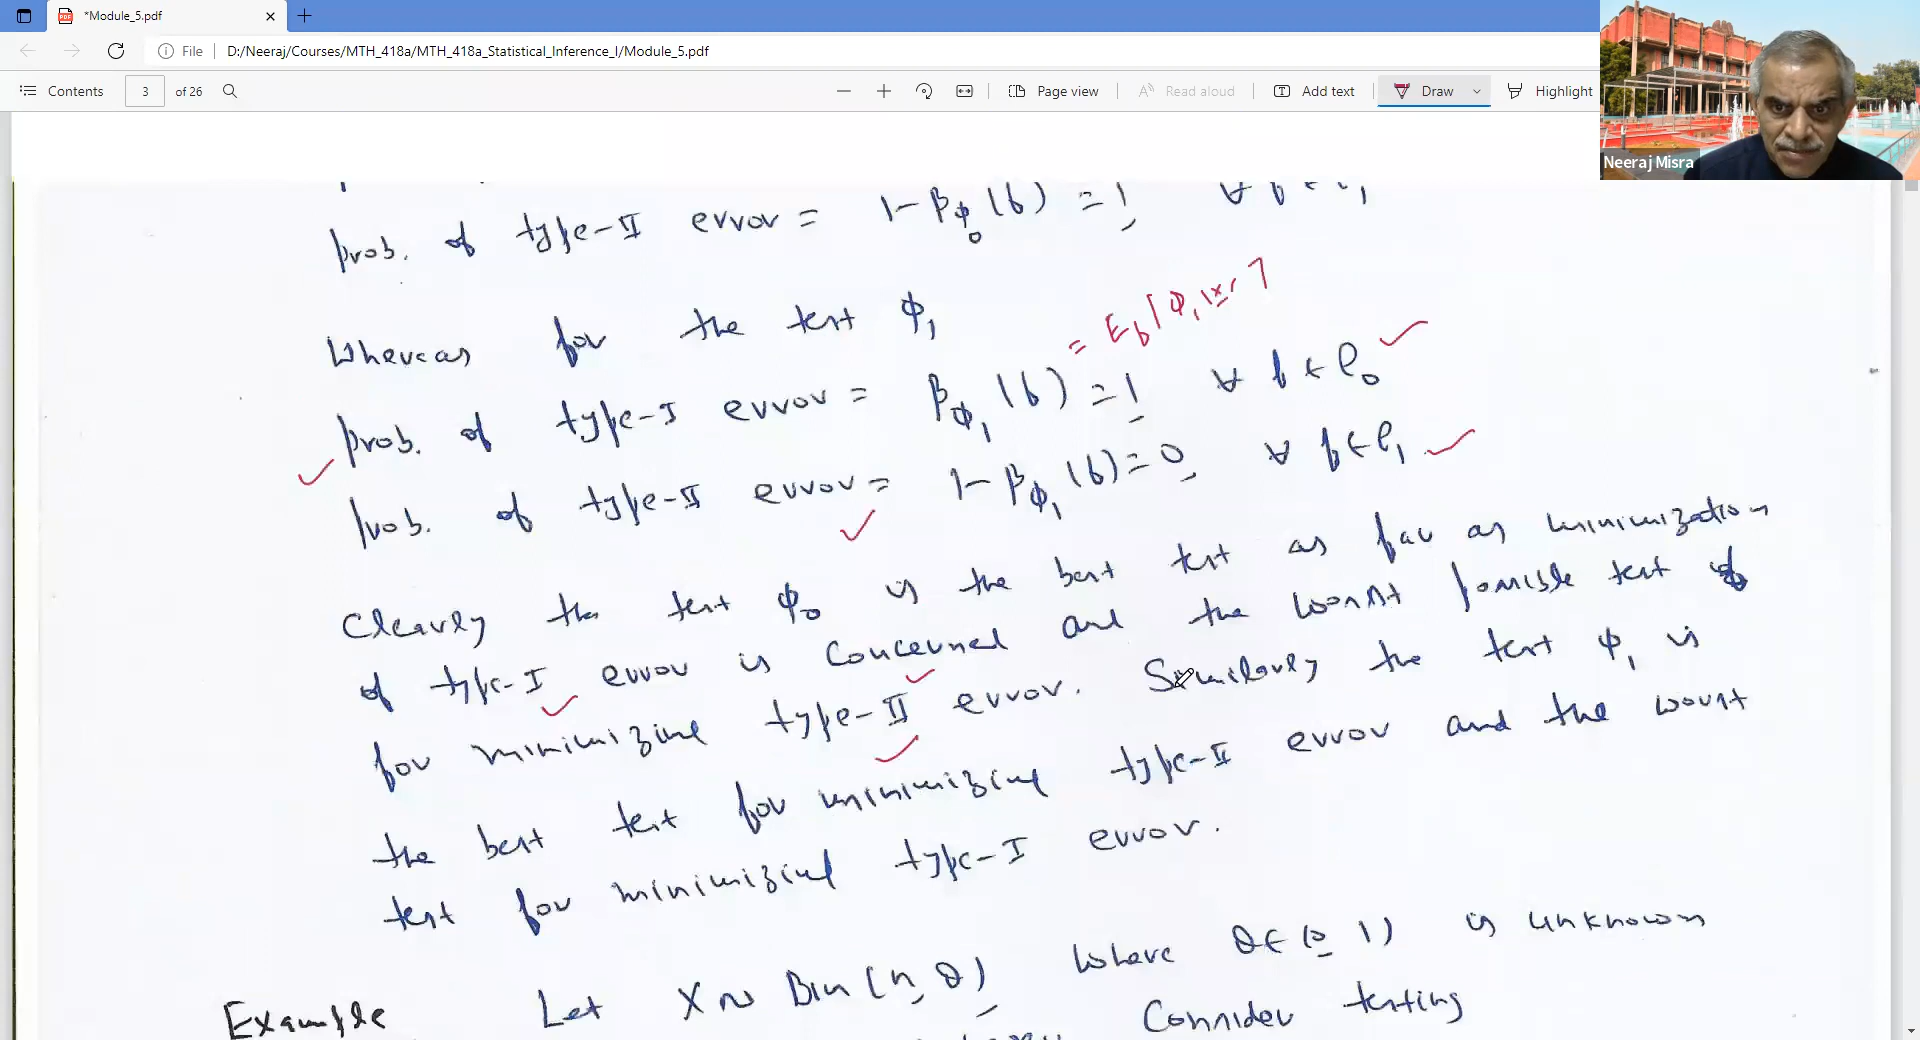 *Module_5.pdf
File D:/Neeraj/Courses/MTH_418a/MTH_418a_Statistical_Inference_I/Module_5.pdf
Contents 3 of 26 Page view Read aloud Add text Draw Highlight
Neeraj Misra
prob. of type-II error = 1-β_φ₀(b) = 1 ∀
Whereas for the test φ₁
= E_b(φ₁(X))
prob. of type-I error = β_φ₁(b) = 1 ∀ b ∈ P₀
prob. of type-II error = 1-β_φ₁(b) = 0 ∀ b ∈ P₁
Clearly the test φ₀ is the best test as far as minimization
of type-I error is concerned and the worst possible test
for minimizing type-II error. Similarly the test φ₁ is
the best test for minimizing type-II error and the worst
test for minimizing type-I error.
Example Let X ~ Bin(n, θ) where θ ∈ (0, 1) is unknown
Consider testing